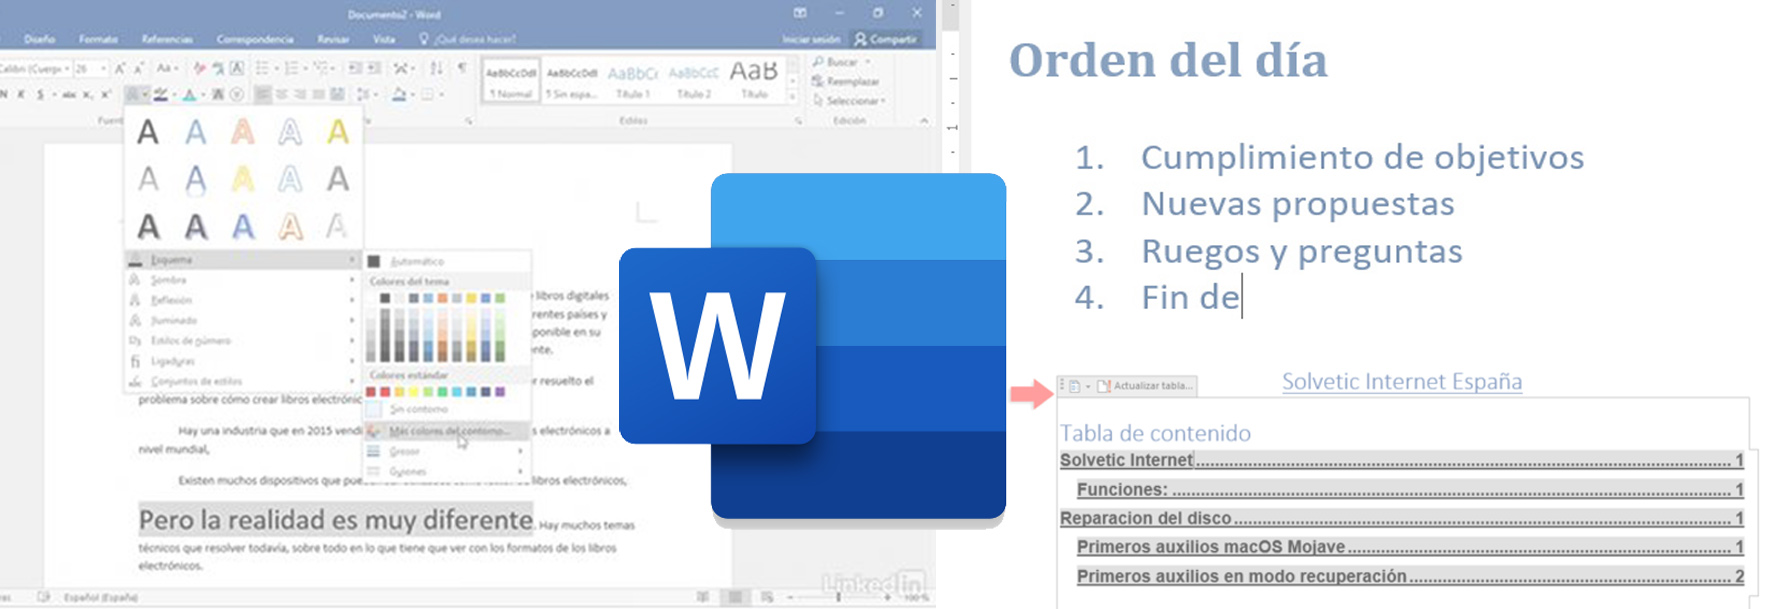 Documento2 - Word
Diseño Formato Referencias Correspondencia Revisar Vista ¿Qué desea hacer? Iniciar sesión Compartir
Calibri (Cuerpo 26 Aa
N K S abc x, x
AaBbCcDdI AaBbCcDdI AaBbCc AaBbCcC AaB
¶ Normal ¶ Sin espa... Título 1 Título 2 Título
Buscar
Reemplazar
Seleccionar
Estilos Edición
A A A A A
A A A A A
A A A A A
Esquema
Sombra
Reflexión
Iluminado
Estilos de número
Ligaduras
Conjuntos de estilos
Automático
Colores del tema
Colores estándar
Sin contorno
Más colores del contorno...
Grosor
Guiones
libros digitales
rentes países y
ponible en su
nte.
r resuelto el
problema sobre cómo crear libros electrónic
Hay una industria que en 2015 vendi s electrónicos a
nivel mundial,
Existen muchos dispositivos que pue libros electrónicos,
Pero la realidad es muy diferente. Hay muchos temas
técnicos que resolver todavía, sobre todo en lo que tiene que ver con los formatos de los libros
electrónicos.
LinkedIn
Español (España) 100 %
W
Orden del día
1. Cumplimiento de objetivos
2. Nuevas propuestas
3. Ruegos y preguntas
4. Fin de
Actualizar tabla...
Solvetic Internet España
Tabla de contenido
Solvetic Internet 1
Funciones: 1
Reparacion del disco 1
Primeros auxilios macOS Mojave 1
Primeros auxilios en modo recuperación 2